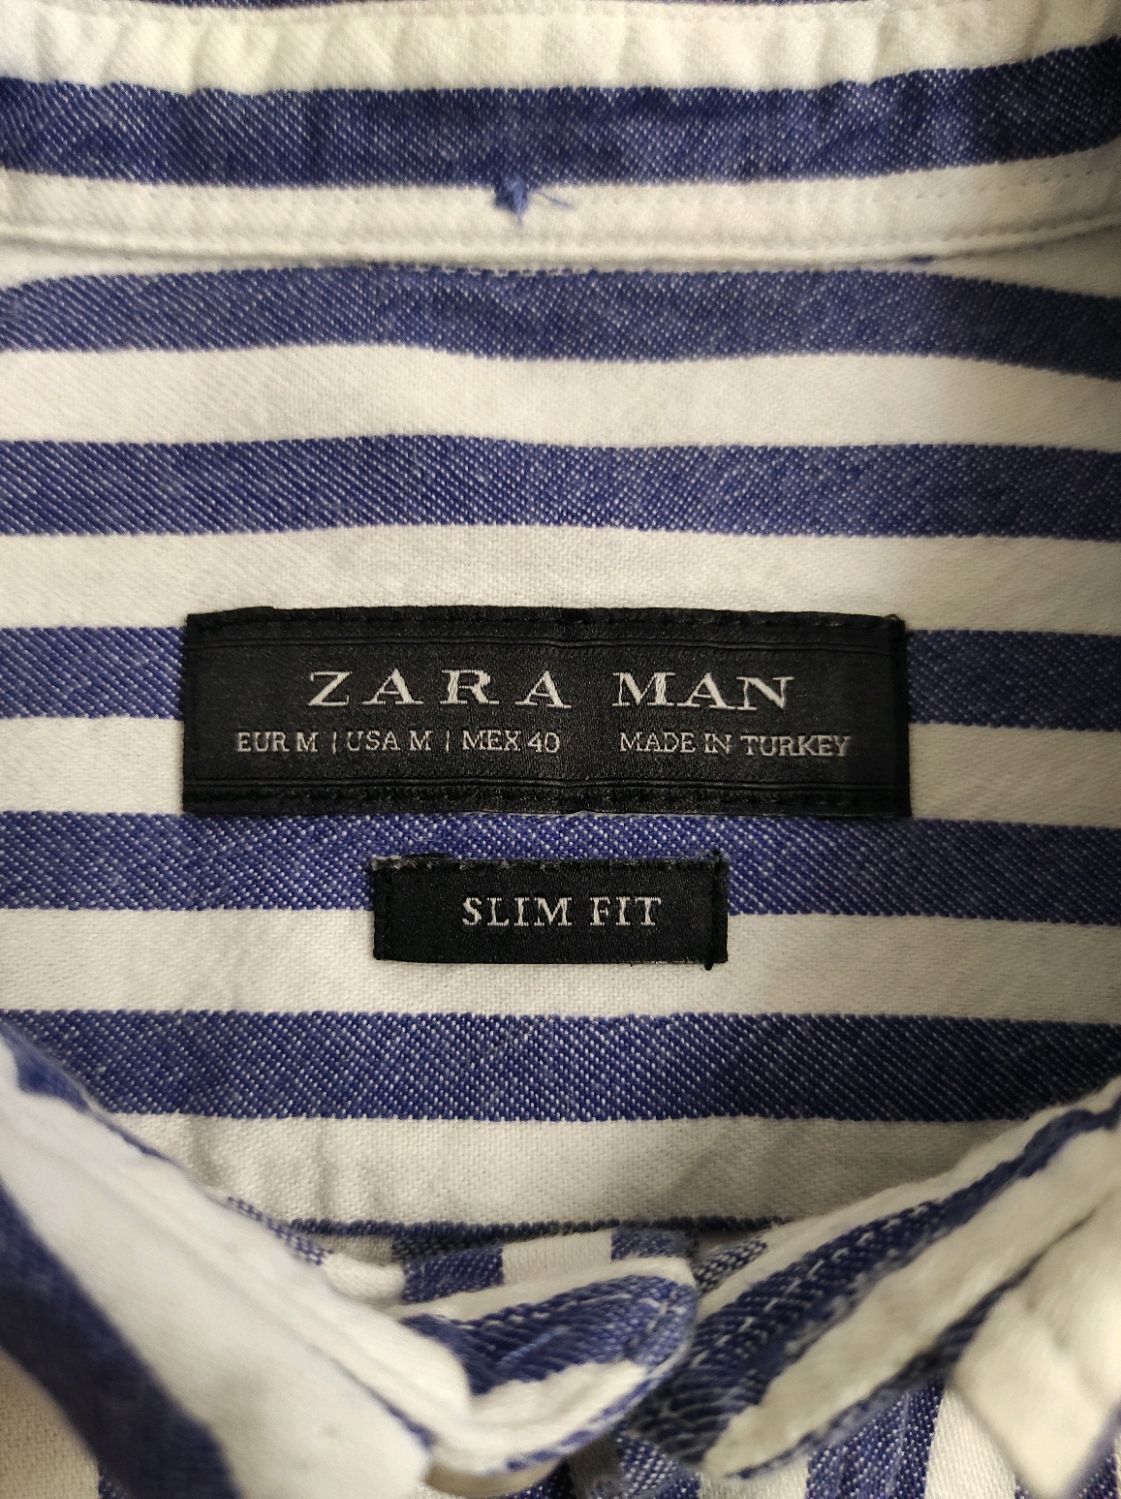 ZARA MAN
EUR M | USA M | MEX 40 MADE IN TURKEY
SLIM FIT